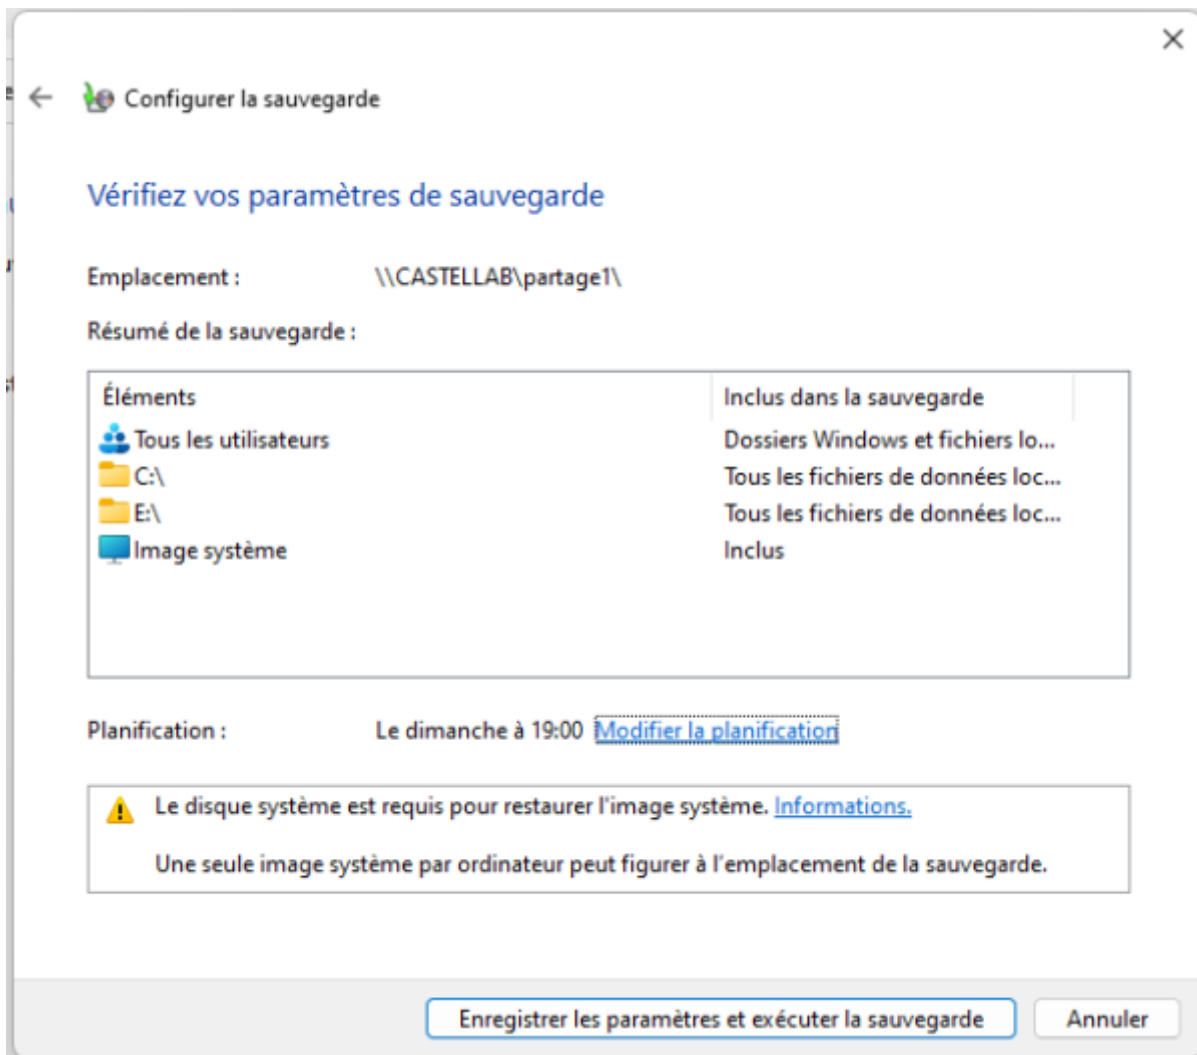 Configurer la sauvegarde
Vérifiez vos paramètres de sauvegarde
Emplacement : \\CASTELLAB\partage1\
Résumé de la sauvegarde :
Éléments Inclus dans la sauvegarde
Tous les utilisateurs Dossiers Windows et fichiers lo...
C:\ Tous les fichiers de données loc...
E:\ Tous les fichiers de données loc...
Image système Inclus
Planification : Le dimanche à 19:00 Modifier la planification
Le disque système est requis pour restaurer l'image système. Informations.
Une seule image système par ordinateur peut figurer à l'emplacement de la sauvegarde.
Enregistrer les paramètres et exécuter la sauvegarde Annuler